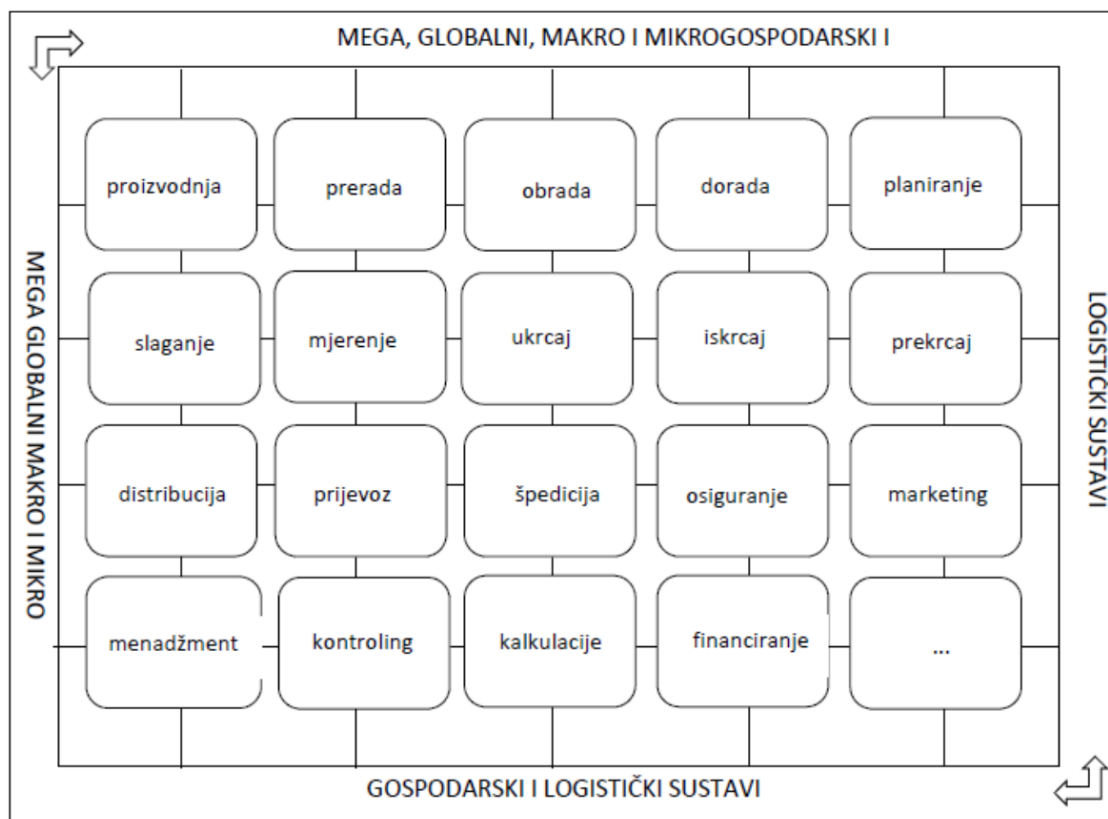 MEGA, GLOBALNI, MAKRO I MIKROGOSPODARSKI I
proizvodnja
prerada
obrada
dorada
planiranje
slaganje
mjerenje
ukrcaj
iskrcaj
prekrcaj
distribucija
prijevoz
špedicija
osiguranje
marketing
menadžment
kontroling
kalkulacije
financiranje
...
MEGA GLOBALNI MAKRO I MIKRO
LOGISTIČKI SUSTAVI
GOSPODARSKI I LOGISTIČKI SUSTAVI